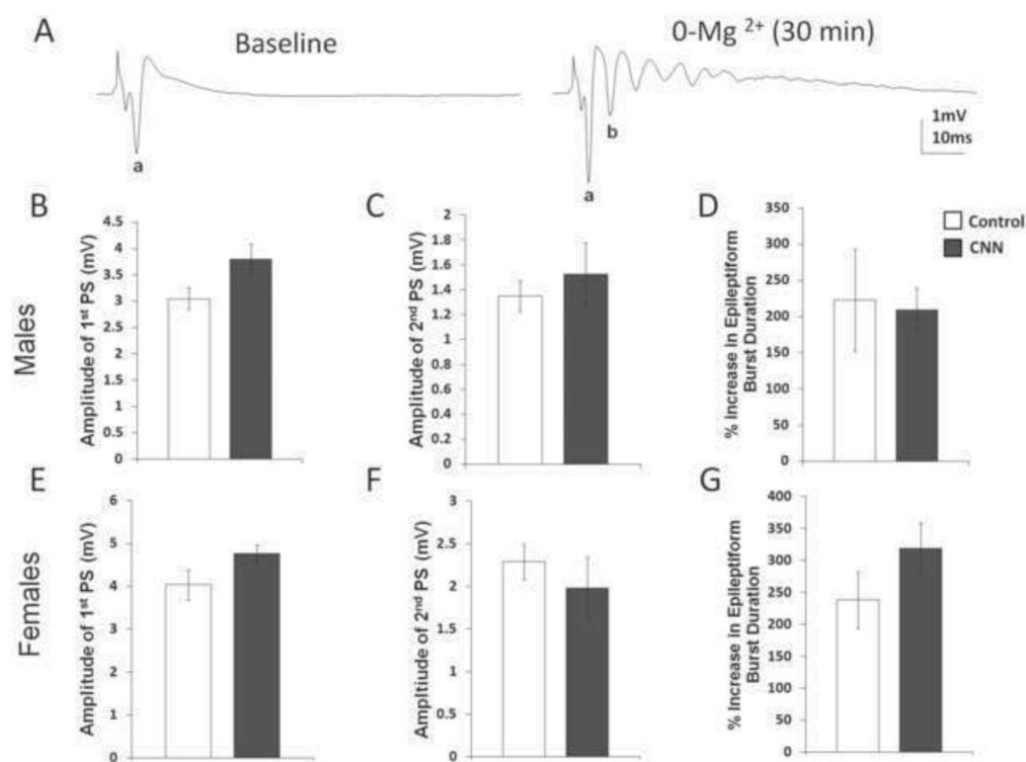 A
Baseline
0-Mg 2+ (30 min)
a
b
a
1mV
10ms
Males
B
Amplitude of 1st PS (mV)
4.5
4
3.5
3
2.5
2
1.5
1
0.5
0
C
Amplitude of 2nd PS (mV)
2
1.8
1.6
1.4
1.2
1
0.8
0.6
0.4
0.2
0
D
% Increase in Epileptiform
Burst Duration
350
300
250
200
150
100
50
0
Control
CNN
Females
E
Amplitude of 1st PS (mV)
6
5
4
3
2
1
0
F
Ampltiude of 2nd PS (mV)
3
2.5
2
1.5
1
0.5
0
G
% Increase in Epileptiform
Burst Duration
400
350
300
250
200
150
100
50
0